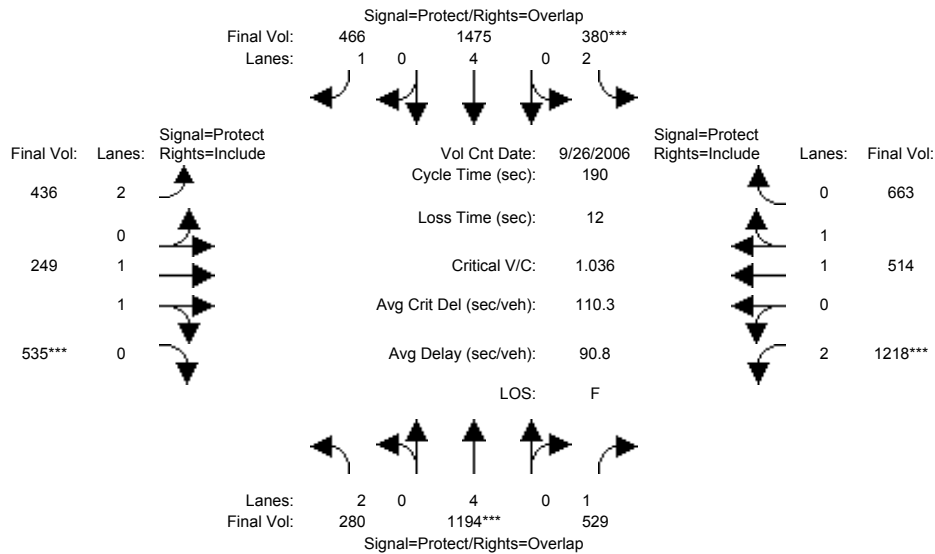 Signal=Protect/Rights=Overlap
Final Vol: 466 1475 380***
Lanes: 1 0 4 0 2
Signal=Protect Signal=Protect
Final Vol: Lanes: Rights=Include Vol Cnt Date: 9/26/2006 Rights=Include Lanes: Final Vol:
Cycle Time (sec): 190
436 2 0 663
Loss Time (sec): 12
0 1
249 1 Critical V/C: 1.036 1 514
1 Avg Crit Del (sec/veh): 110.3 0
535*** 0 Avg Delay (sec/veh): 90.8 2 1218***
LOS: F
Lanes: 2 0 4 0 1
Final Vol: 280 1194*** 529
Signal=Protect/Rights=Overlap